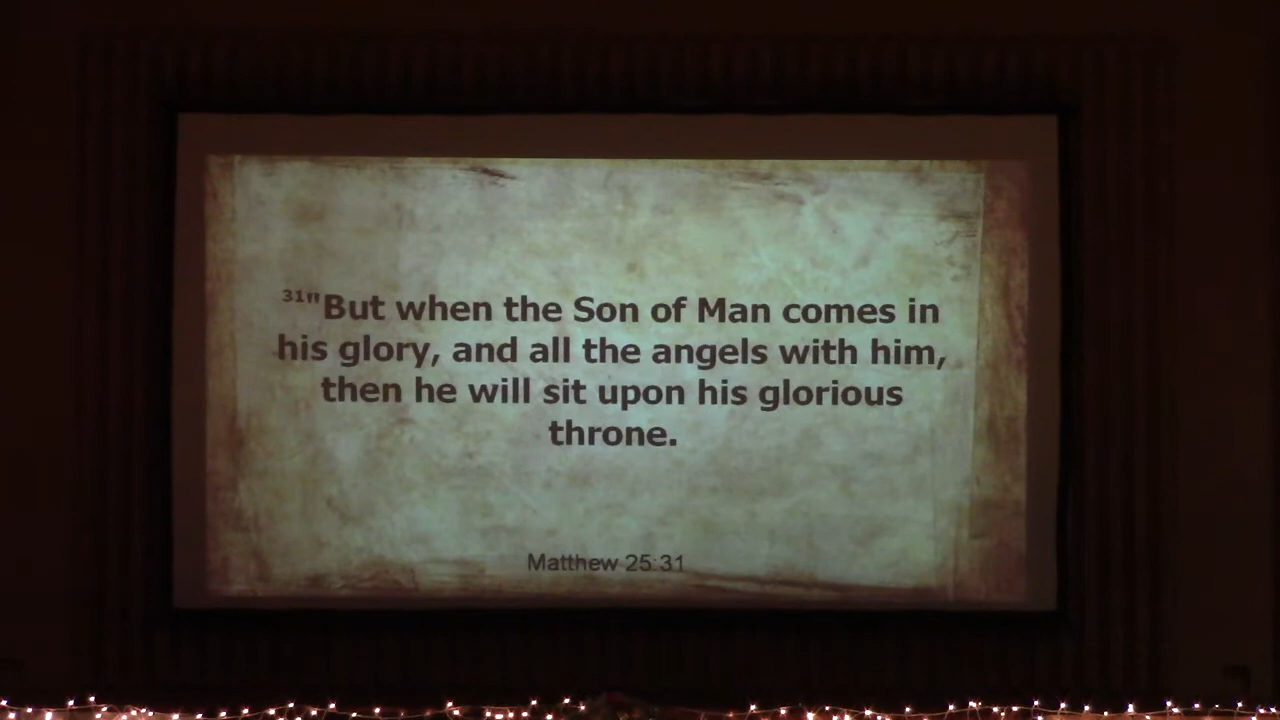 31"But when the Son of Man comes in
his glory, and all the angels with him,
then he will sit upon his glorious
throne.
Matthew 25:31